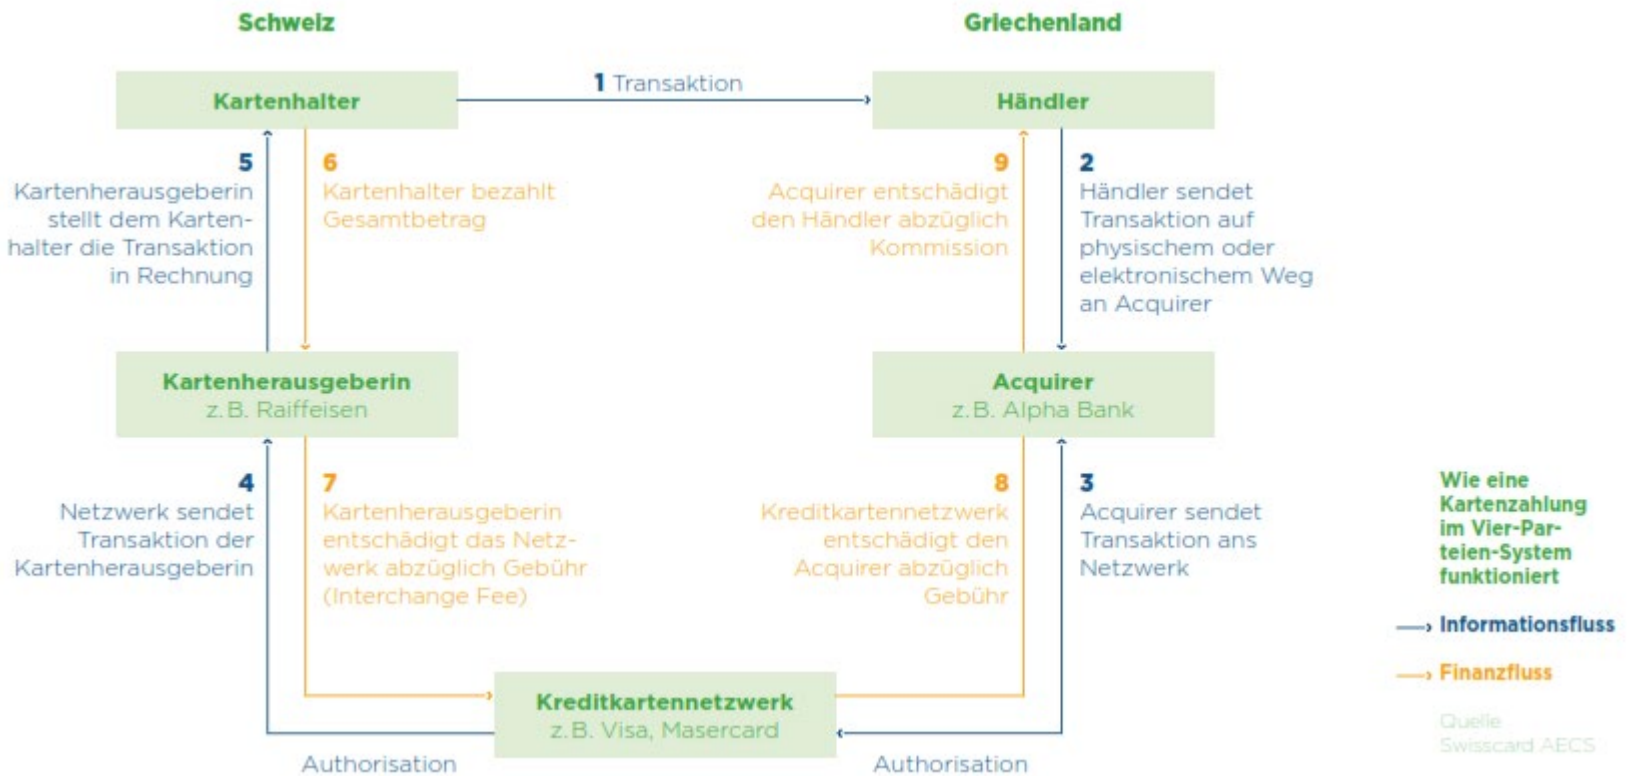 Schweiz
Griechenland
Kartenhalter
1 Transaktion
Händler
5
Kartenherausgeberin
stellt dem Karten-
halter die Transaktion
in Rechnung
6
Kartenhalter bezahlt
Gesamtbetrag
9
Acquirer entschädigt
den Händler abzüglich
Kommission
2
Händler sendet
Transaktion auf
physischem oder
elektronischem Weg
an Acquirer
Kartenherausgeberin
z. B. Raiffeisen
Acquirer
z. B. Alpha Bank
4
Netzwerk sendet
Transaktion der
Kartenherausgeberin
7
Kartenherausgeberin
entschädigt das Netz-
werk abzüglich Gebühr
(Interchange Fee)
8
Kreditkartennetzwerk
entschädigt den
Acquirer abzüglich
Gebühr
3
Acquirer sendet
Transaktion ans
Netzwerk
Kreditkartennetzwerk
z. B. Visa, Masercard
Authorisation
Authorisation
Wie eine
Kartenzahlung
im Vier-Par-
teien-System
funktioniert
Informationsfluss
Finanzfluss
Quelle
Swisscard AECS